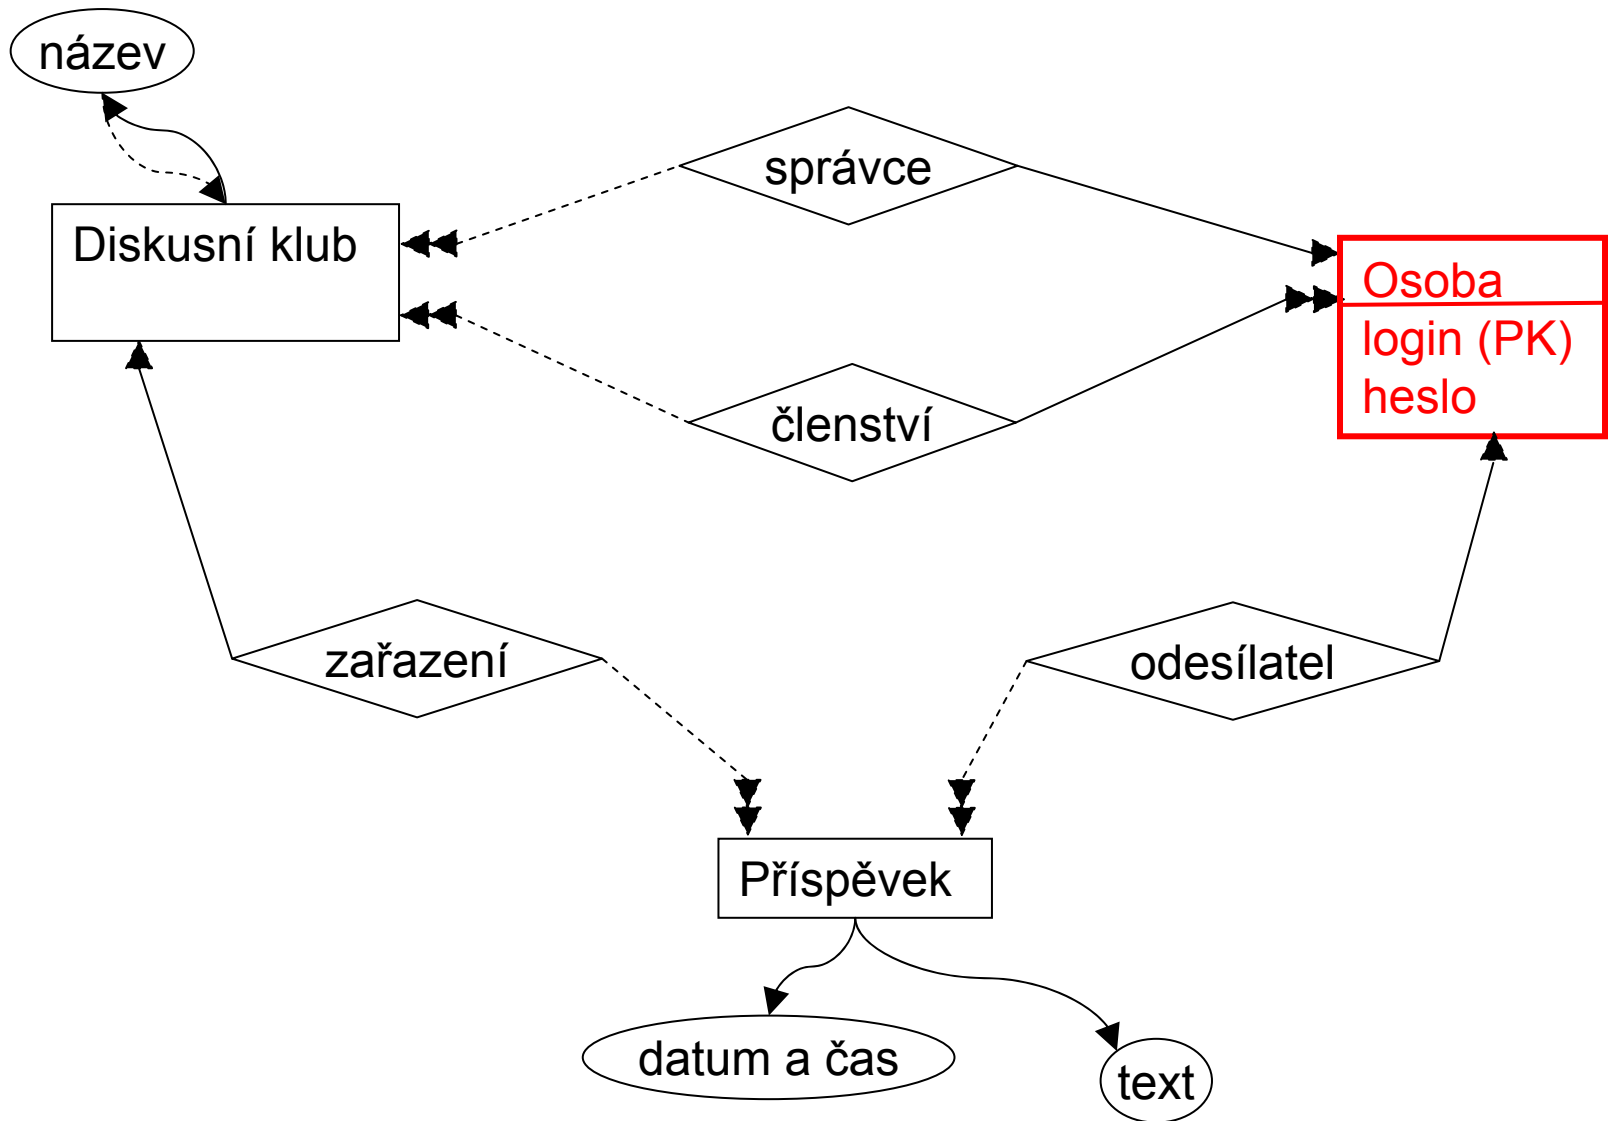 název
správce
Diskusní klub
Osoba
login (PK)
heslo
členství
zařazení
odesílatel
Příspěvek
datum a čas
text